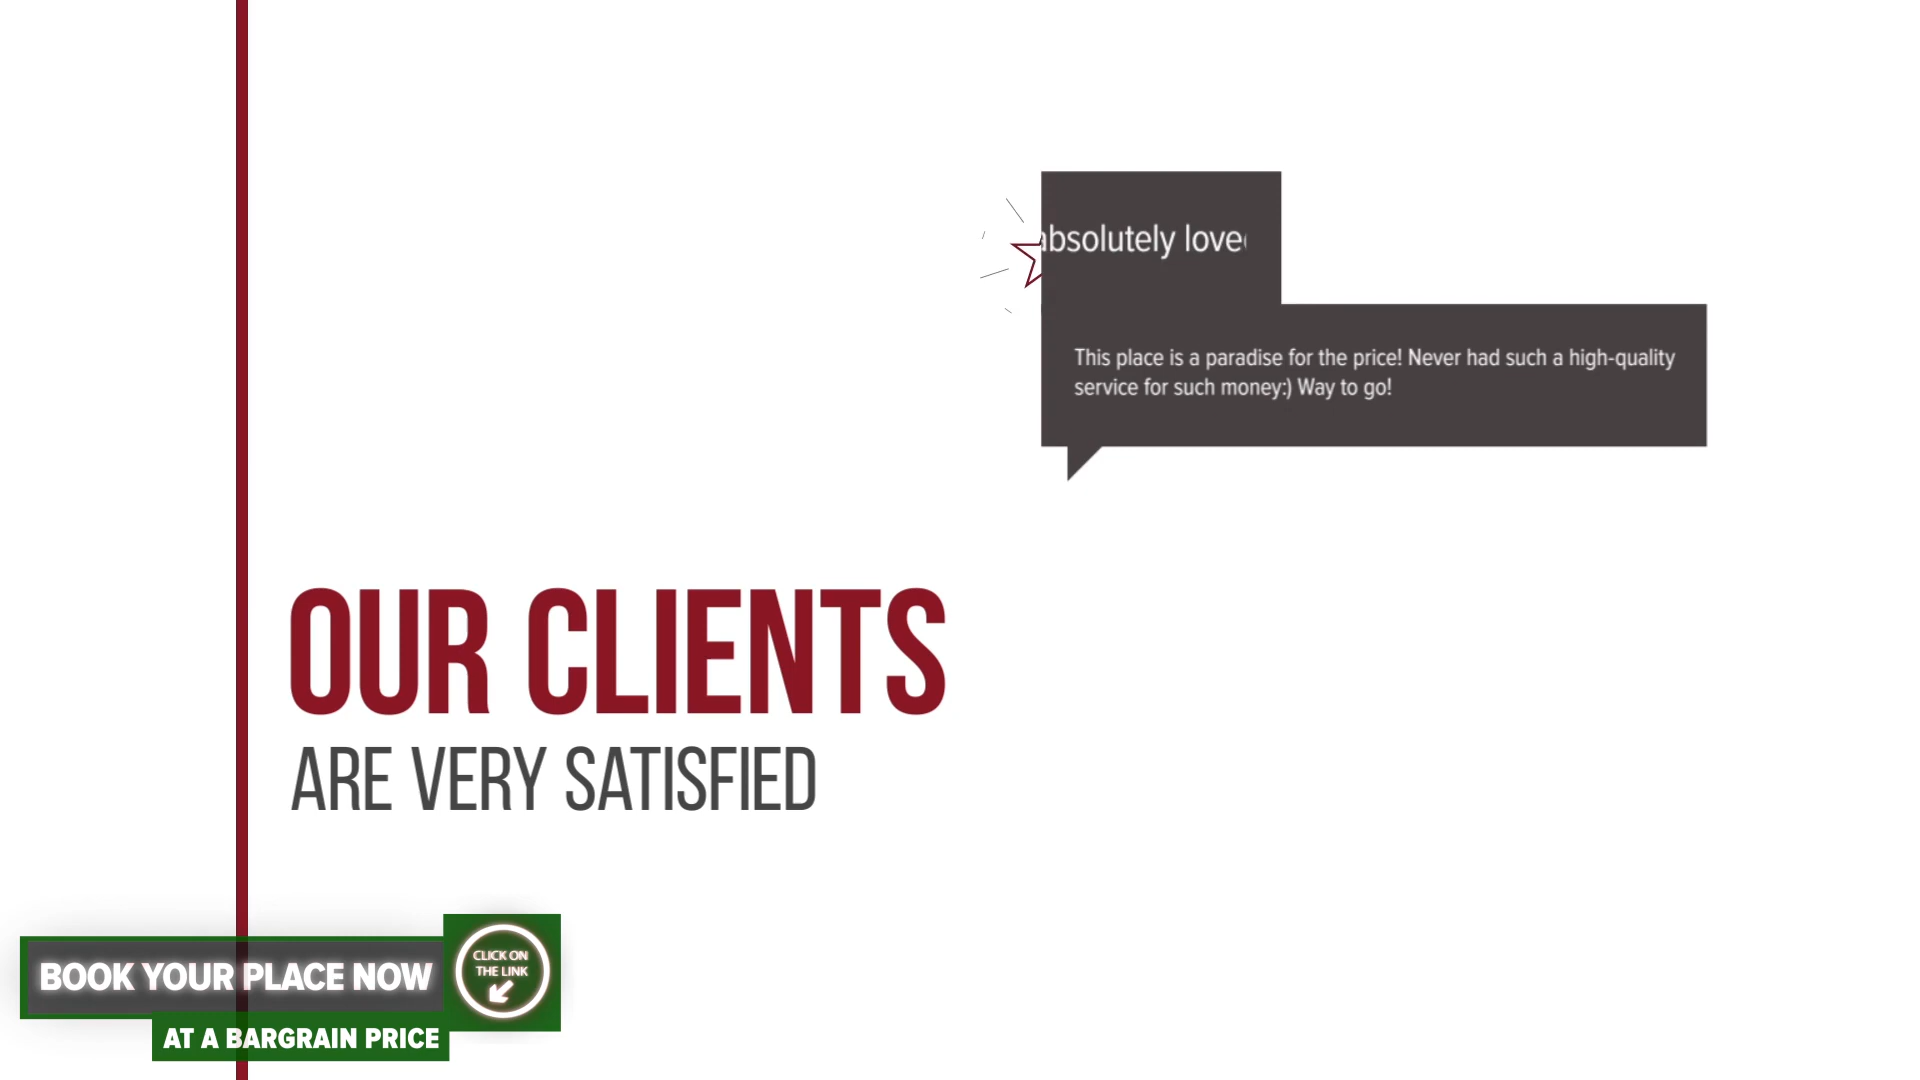 absolutely love
This place is a paradise for the price! Never had such a high-quality
service for such money:) Way to go!
OUR CLIENTS
ARE VERY SATISFIED
BOOK YOUR PLACE NOW
CLICK ON
THE LINK
AT A BARGRAIN PRICE